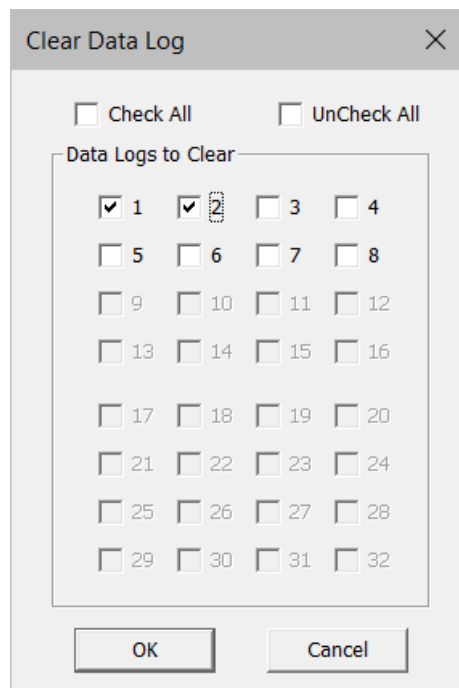 Clear Data Log
Check All UnCheck All
Data Logs to Clear
1 2 3 4
5 6 7 8
9 10 11 12
13 14 15 16
17 18 19 20
21 22 23 24
25 26 27 28
29 30 31 32
OK Cancel